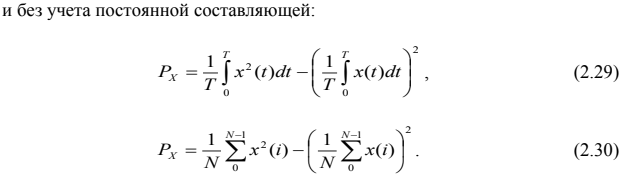 и без учета постоянной составляющей:
$P_X = \frac{1}{T}\int_0^T x^2(t)dt - \left(\frac{1}{T}\int_0^T x(t)dt\right)^2$, (2.29)
$P_X = \frac{1}{N}\sum_0^{N-1} x^2(i) - \left(\frac{1}{N}\sum_0^{N-1} x(i)\right)^2$. (2.30)